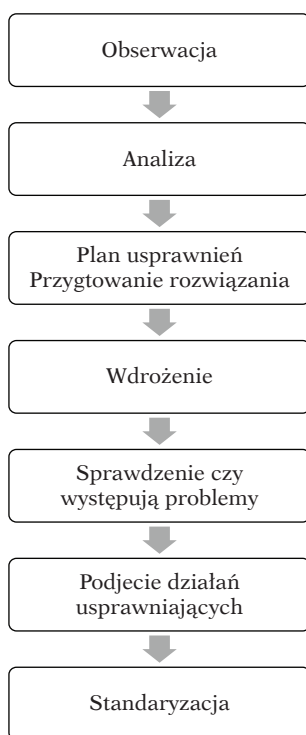 Obserwacja
Analiza
Plan usprawnień
Przygtowanie rozwiązania
Wdrożenie
Sprawdzenie czy
występują problemy
Podjecie działań
usprawniających
Standaryzacja